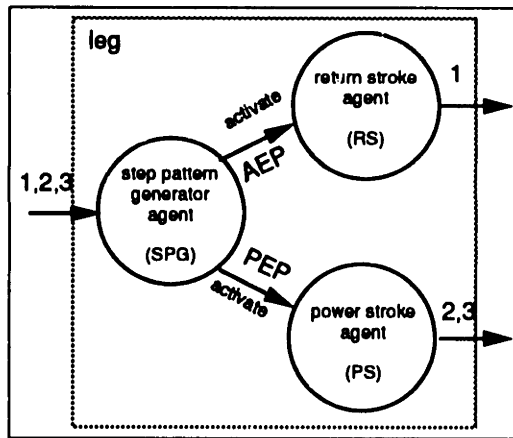 leg
return stroke
agent
(RS)
1
activate
AEP
1,2,3
step pattern
generator
agent
(SPG)
PEP
activate
2,3
power stroke
agent
(PS)